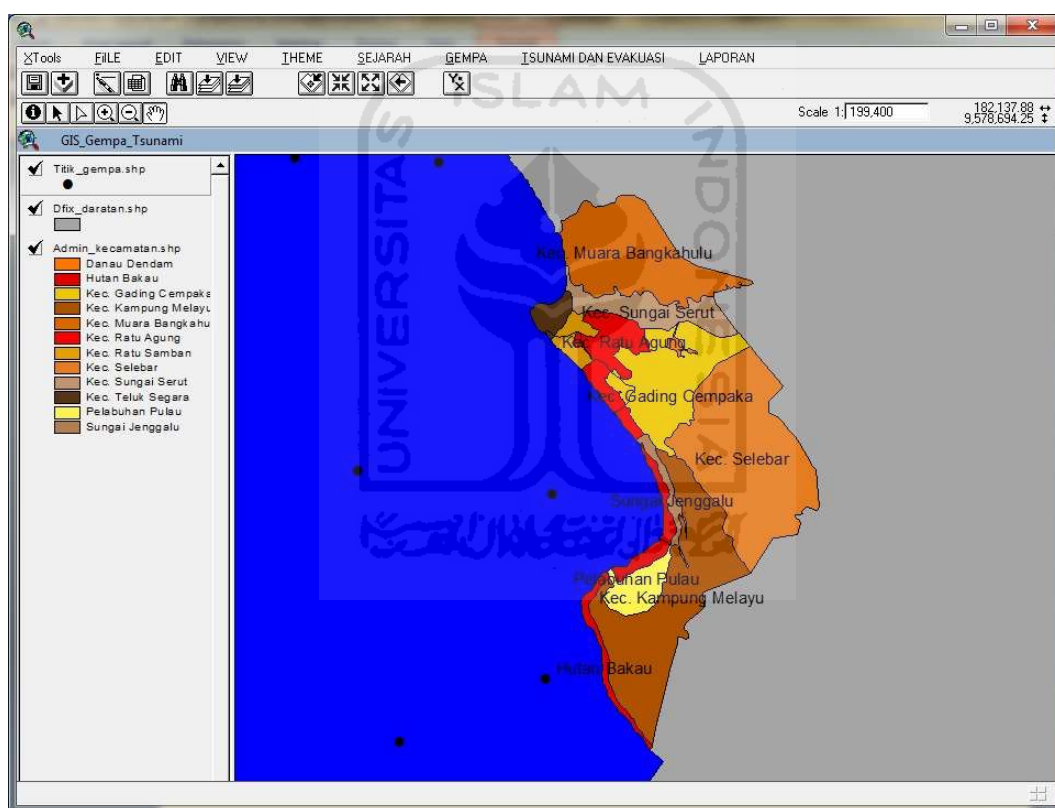 XTools FiILE EDIT VIEW THEME SEJARAH GEMPA TSUNAMI DAN EVAKUASI LAPORAN
Scale 1: 199,400
182,137.88
9,578,694.25
GIS_Gempa_Tsunami
Titik_gempa.shp
Dfix_daratan.shp
Admin_kecamatan.shp
Danau Dendam
Hutan Bakau
Kec. Gading Cempaka
Kec. Kampung Melayu
Kec. Muara Bangkahu
Kec. Ratu Agung
Kec. Ratu Samban
Kec. Selebar
Kec. Sungai Serut
Kec. Teluk Segara
Pelabuhan Pulau
Sungai Jenggalu
Kec. Muara Bangkahulu
Kec. Sungai Serut
Kec. Ratu Agung
Kec. Gading Cempaka
Kec. Selebar
Sungai Jenggalu
Pelabuhan Pulau
Kec. Kampung Melayu
Hutan Bakau
UNIVERSITAS
ISLAM
INDONESIA